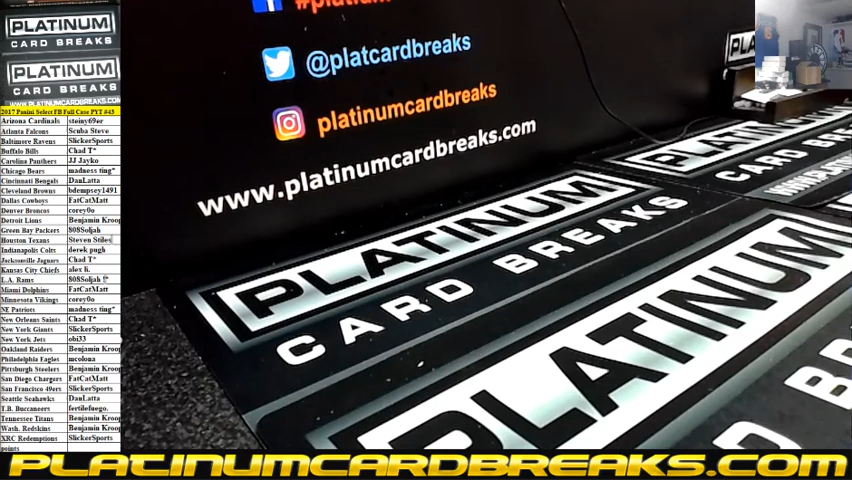 PLATINUM
CARD BREAKS
PLATINUM
CARD BREAKS
WWW.PLATINUMCARDBREAKS.COM
2017 Panini Select FB Full Case PYT #43
Arizona Cardinals steiny69er
Atlanta Falcons Scuba Steve
Baltimore Ravens SlickerSports
Buffalo Bills Chad T*
Carolina Panthers JJ Jayko
Chicago Bears madness ting*
Cincinnati Bengals DanLatta
Cleveland Browns bdempsey1491
Dallas Cowboys FatCatMatt
Denver Broncos corey0o
Detroit Lions Benjamin Kroop
Green Bay Packers 808Soljah
Houston Texans Steven Stiles
Indianapolis Colts derek pugh
Jacksonville Jaguars Chad T*
Kansas City Chiefs alex li.
L.A. Rams 808Soljah
Miami Dolphins FatCatMatt
Minnesota Vikings corey0o
NE Patriots madness ting*
New Orleans Saints Chad T*
New York Giants SlickerSports
New York Jets obi33
Oakland Raiders Benjamin Kroop
Philadelphia Eagles mcolona
Pittsburgh Steelers Benjamin Kroop
San Diego Chargers FatCatMatt
San Francisco 49ers SlickerSports
Seattle Seahawks DanLatta
T.B. Buccaneers fertilefuego.
Tennessee Titans Benjamin Kroop
Wash. Redskins Benjamin Kroop
XRC Redemptions SlickerSports
points
@platcardbreaks
platinumcardbreaks
www.platinumcardbreaks.com
PLATINUM
CARD BREAKS
PLATINUM
CARD BREAKS
PLATINUMCARDBREAKS.COM